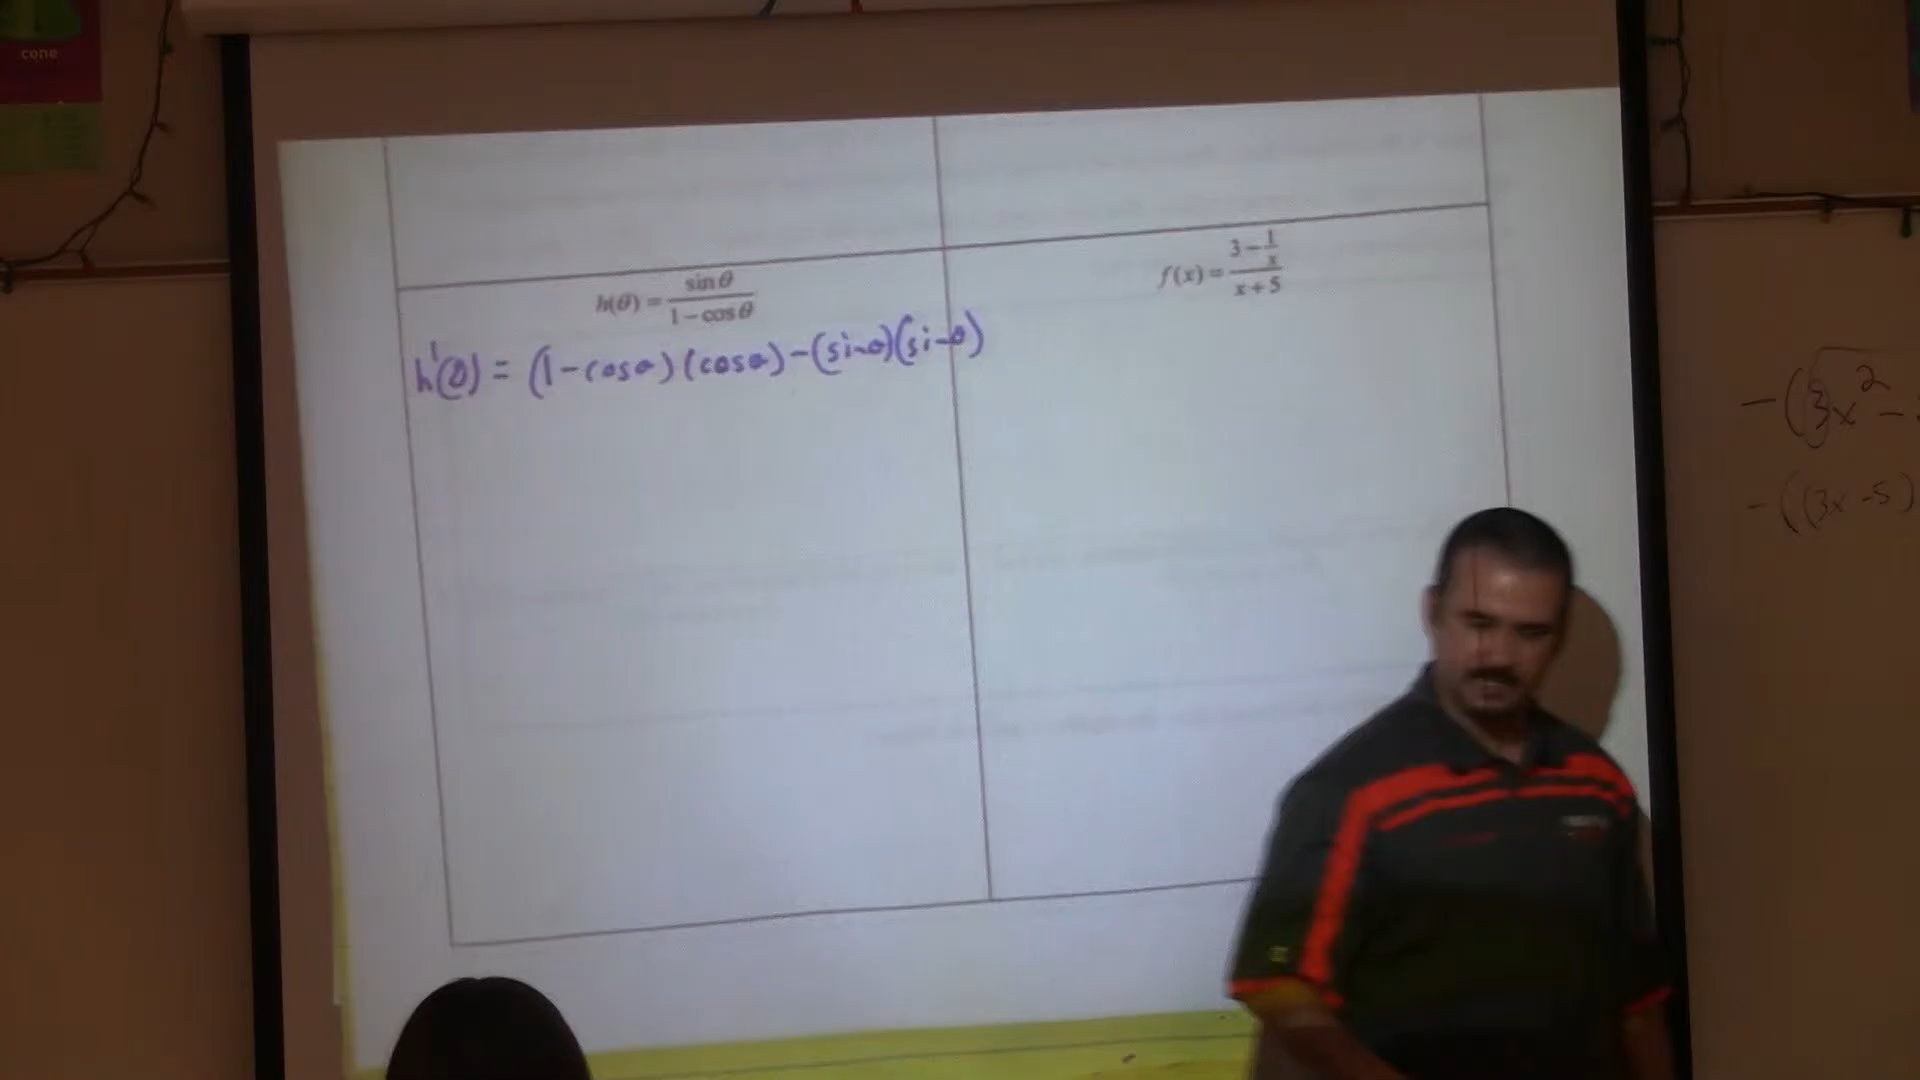 cone
h(θ) = sin θ / (1 − cos θ)
h'(θ) = (1-cosθ)(cosθ)-(sinθ)(sinθ)
f(x) = (3 − 1/x) / (x + 5)
-(3x² -
-((3x -5)